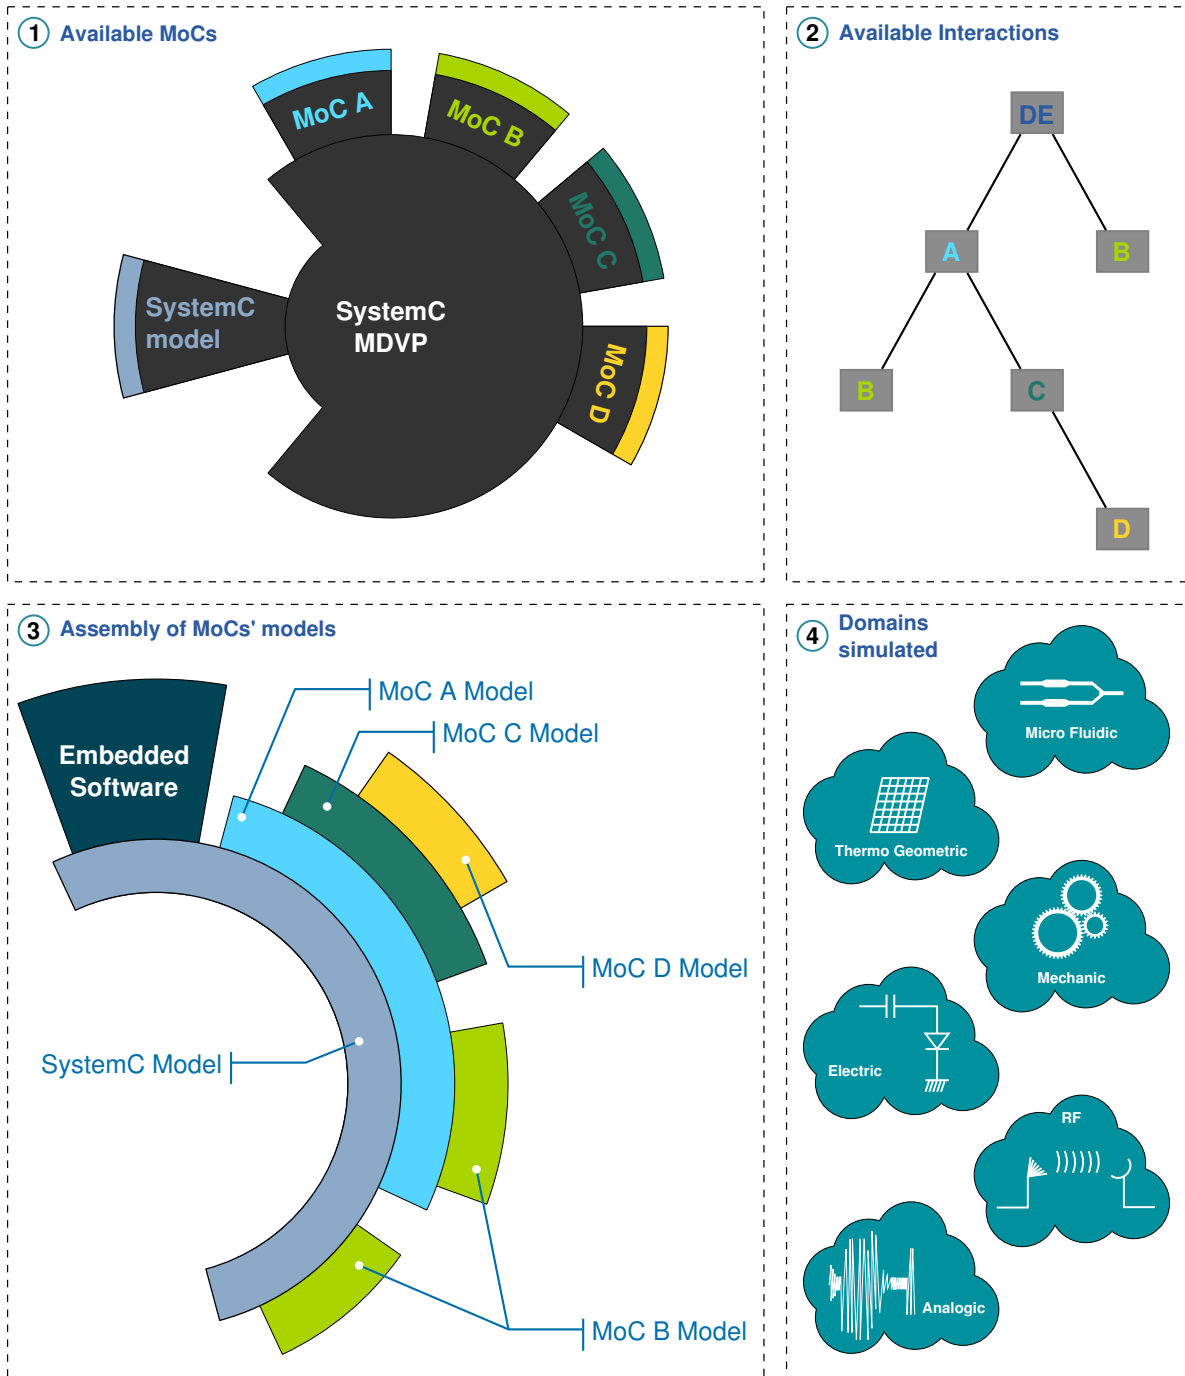 1 Available MoCs
MoC A
MoC B
MoC C
MoC D
SystemC
model
SystemC
MDVP
2 Available Interactions
DE
A
B
B
C
D
3 Assembly of MoCs' models
Embedded
Software
MoC A Model
MoC C Model
MoC D Model
SystemC Model
MoC B Model
4 Domains
simulated
Micro Fluidic
Thermo Geometric
Mechanic
Electric
RF
Analogic